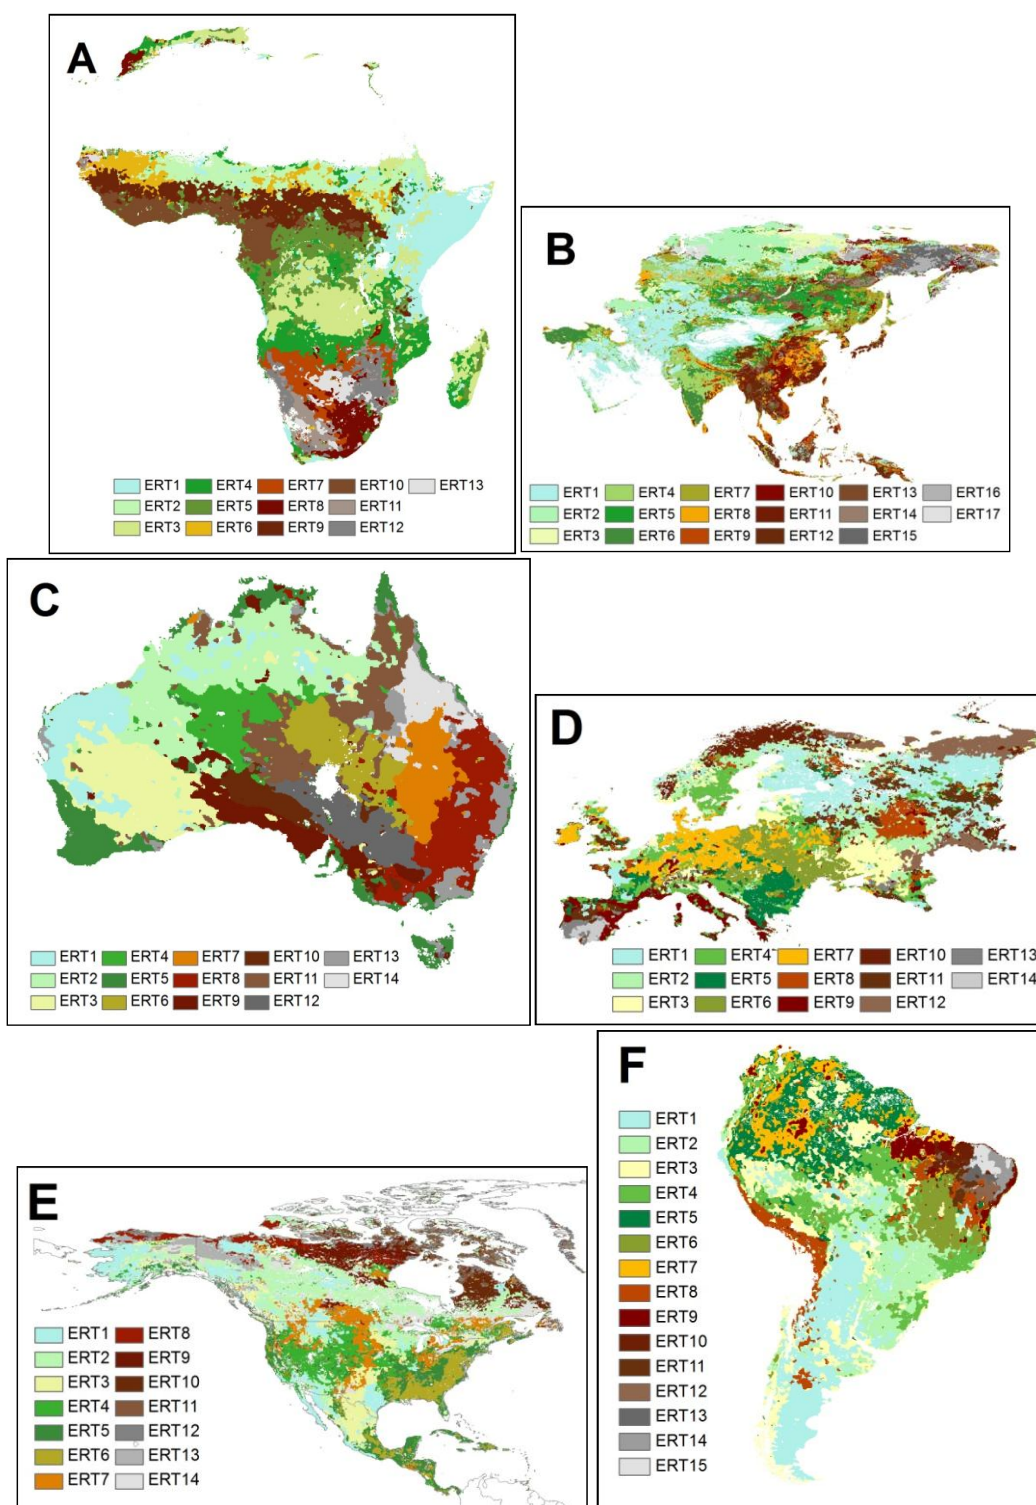 A
ERT1 ERT4 ERT7 ERT10 ERT13
ERT2 ERT5 ERT8 ERT11
ERT3 ERT6 ERT9 ERT12
B
ERT1 ERT4 ERT7 ERT10 ERT13 ERT16
ERT2 ERT5 ERT8 ERT11 ERT14 ERT17
ERT3 ERT6 ERT9 ERT12 ERT15
C
ERT1 ERT4 ERT7 ERT10 ERT13
ERT2 ERT5 ERT8 ERT11 ERT14
ERT3 ERT6 ERT9 ERT12
D
ERT1 ERT4 ERT7 ERT10 ERT13
ERT2 ERT5 ERT8 ERT11 ERT14
ERT3 ERT6 ERT9 ERT12
E
ERT1 ERT8
ERT2 ERT9
ERT3 ERT10
ERT4 ERT11
ERT5 ERT12
ERT6 ERT13
ERT7 ERT14
F
ERT1
ERT2
ERT3
ERT4
ERT5
ERT6
ERT7
ERT8
ERT9
ERT10
ERT11
ERT12
ERT13
ERT14
ERT15